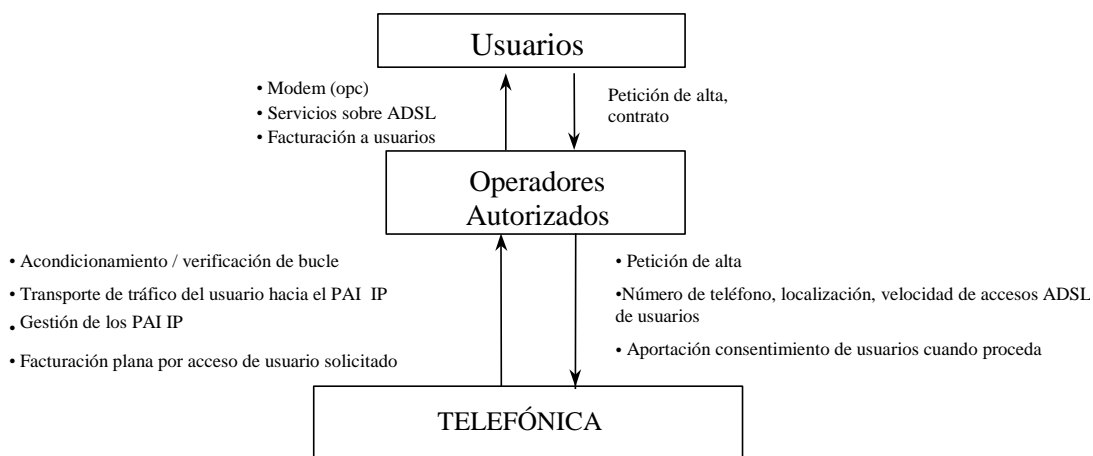 Usuarios
• Modem (opc)
• Servicios sobre ADSL
• Facturación a usuarios
Petición de alta,
contrato
Operadores
Autorizados
• Acondicionamiento / verificación de bucle
• Transporte de tráfico del usuario hacia el PAI IP
• Gestión de los PAI IP
• Facturación plana por acceso de usuario solicitado
• Petición de alta
•Número de teléfono, localización, velocidad de accesos ADSL
de usuarios
• Aportación consentimiento de usuarios cuando proceda
TELEFÓNICA